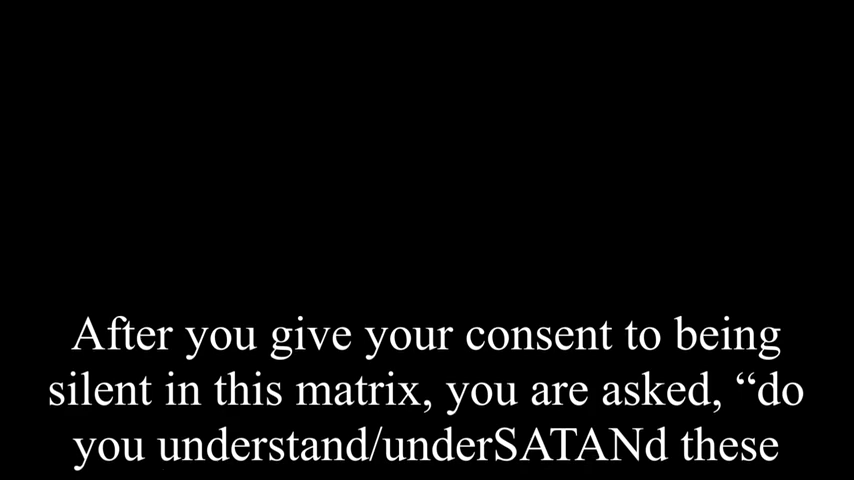 After you give your consent to being
silent in this matrix, you are asked, “do
you understand/underSATANd these